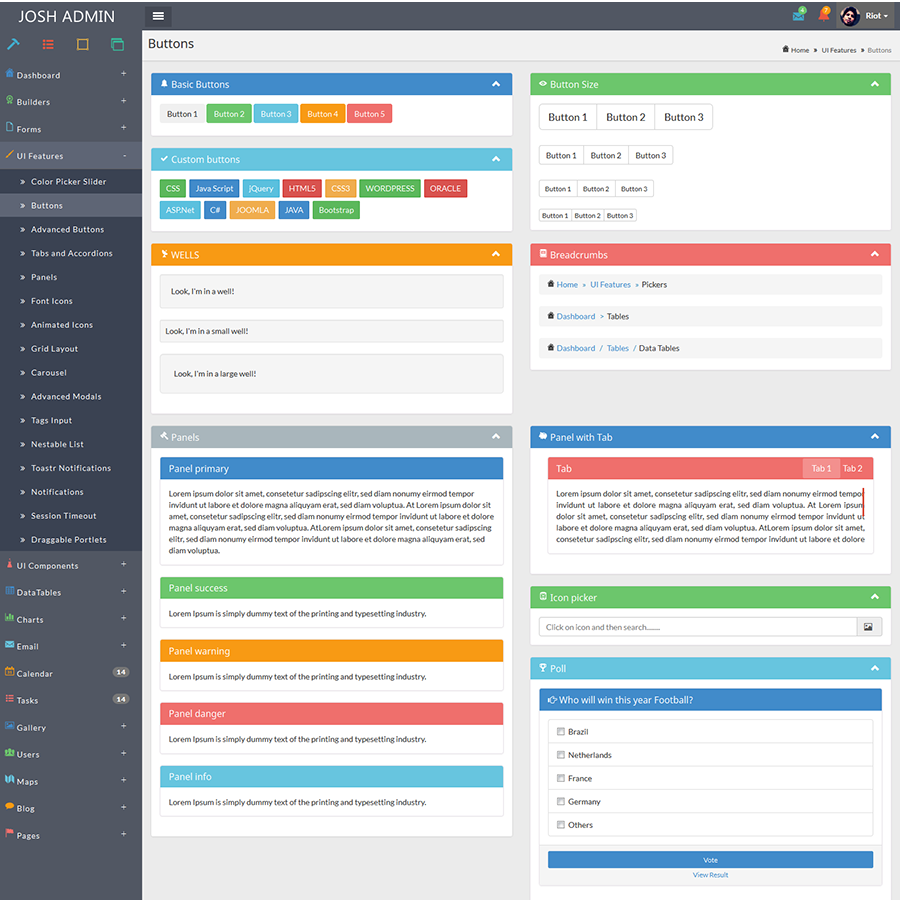 JOSH ADMIN
4
7
Riot
Buttons
Home » UI Features » Buttons
Dashboard +
Builders +
Forms +
UI Features -
» Color Picker Slider
» Buttons
» Advanced Buttons
» Tabs and Accordions
» Panels
» Font Icons
» Animated Icons
» Grid Layout
» Carousel
» Advanced Modals
» Tags Input
» Nestable List
» Toastr Notifications
» Notifications
» Session Timeout
» Draggable Portlets
UI Components +
DataTables +
Charts +
Email +
Calendar 14
Tasks 14
Gallery +
Users +
Maps +
Blog +
Pages +
Basic Buttons
Button 1 Button 2 Button 3 Button 4 Button 5
Custom buttons
CSS Java Script jQuery HTML5 CSS3 WORDPRESS ORACLE
ASP.Net C# JOOMLA JAVA Bootstrap
WELLS
Look, I'm in a well!
Look, I'm in a small well!
Look, I'm in a large well!
Panels
Panel primary
Lorem ipsum dolor sit amet, consetetur sadipscing elitr, sed diam nonumy eirmod tempor
invidunt ut labore et dolore magna aliquyam erat, sed diam voluptua. At Lorem ipsum dolor sit
amet, consetetur sadipscing elitr, sed diam nonumy eirmod tempor invidunt ut labore et dolore
magna aliquyam erat, sed diam voluptua. AtLorem ipsum dolor sit amet, consetetur sadipscing
elitr, sed diam nonumy eirmod tempor invidunt ut labore et dolore magna aliquyam erat, sed
diam voluptua.
Panel success
Lorem Ipsum is simply dummy text of the printing and typesetting industry.
Panel warning
Lorem Ipsum is simply dummy text of the printing and typesetting industry.
Panel danger
Lorem Ipsum is simply dummy text of the printing and typesetting industry.
Panel info
Lorem Ipsum is simply dummy text of the printing and typesetting industry.
Button Size
Button 1 Button 2 Button 3
Button 1 Button 2 Button 3
Button 1 Button 2 Button 3
Button 1 Button 2 Button 3
Breadcrumbs
Home » UI Features » Pickers
Dashboard > Tables
Dashboard / Tables / Data Tables
Panel with Tab
Tab Tab 1 Tab 2
Lorem ipsum dolor sit amet, consetetur sadipscing elitr, sed diam nonumy eirmod tempor
invidunt ut labore et dolore magna aliquyam erat, sed diam voluptua. At Lorem ipsum
dolor sit amet, consetetur sadipscing elitr, sed diam nonumy eirmod tempor invidunt ut
labore et dolore magna aliquyam erat, sed diam voluptua. AtLorem ipsum dolor sit amet,
consetetur sadipscing elitr, sed diam nonumy eirmod tempor invidunt ut labore et dolore
Icon picker
Click on icon and then search........
Poll
Who will win this year Football?
Brazil
Netherlands
France
Germany
Others
Vote
View Result